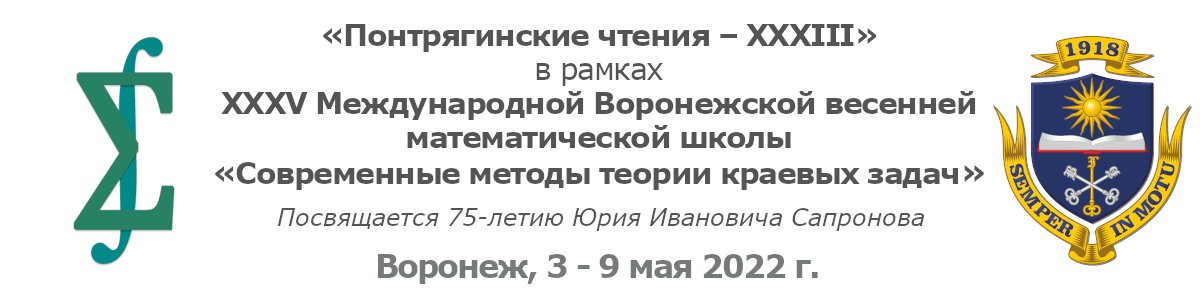 «Понтрягинские чтения – XXXIII»
в рамках
XXXV Международной Воронежской весенней
математической школы
«Современные методы теории краевых задач»
Посвящается 75-летию Юрия Ивановича Сапронова
Воронеж, 3 - 9 мая 2022 г.
1918
SEMPER IN MOTU